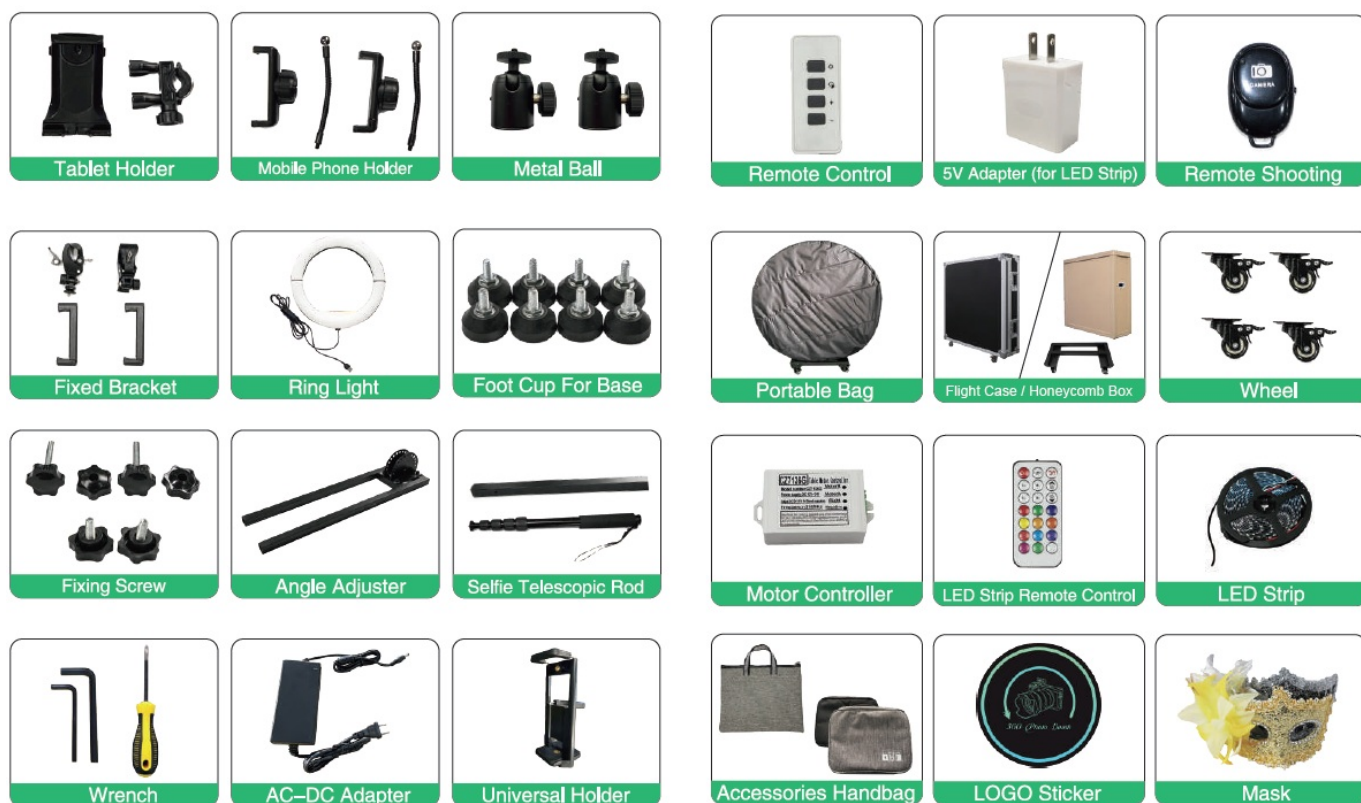 Tablet Holder
Mobile Phone Holder
Metal Ball
Remote Control
5V Adapter (for LED Strip)
CAMERA
Remote Shooting
Fixed Bracket
Ring Light
Foot Cup For Base
Portable Bag
Flight Case / Honeycomb Box
Wheel
Fixing Screw
Angle Adjuster
Selfie Telescopic Rod
Motor Controller
LED Strip Remote Control
LED Strip
Wrench
AC-DC Adapter
Universal Holder
Accessories Handbag
360 Photo Booth
LOGO Sticker
Mask